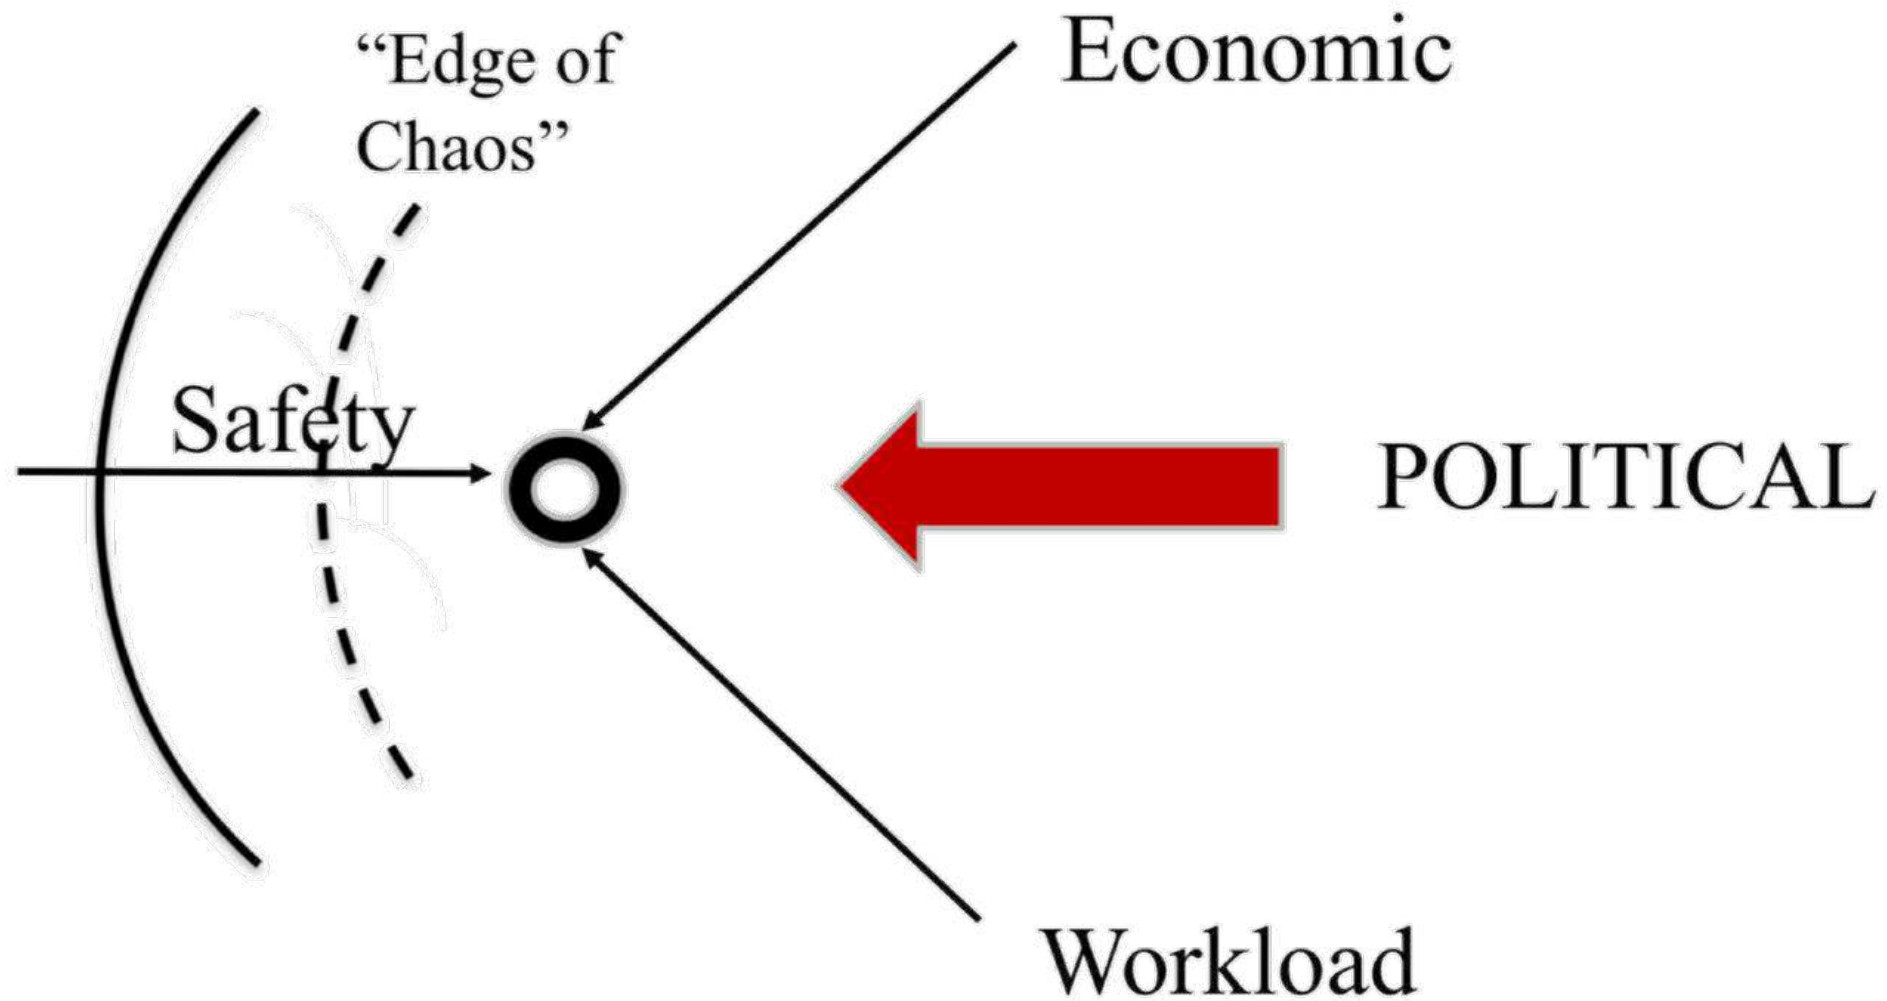 “Edge of
Chaos”
Economic
Safety
POLITICAL
Workload